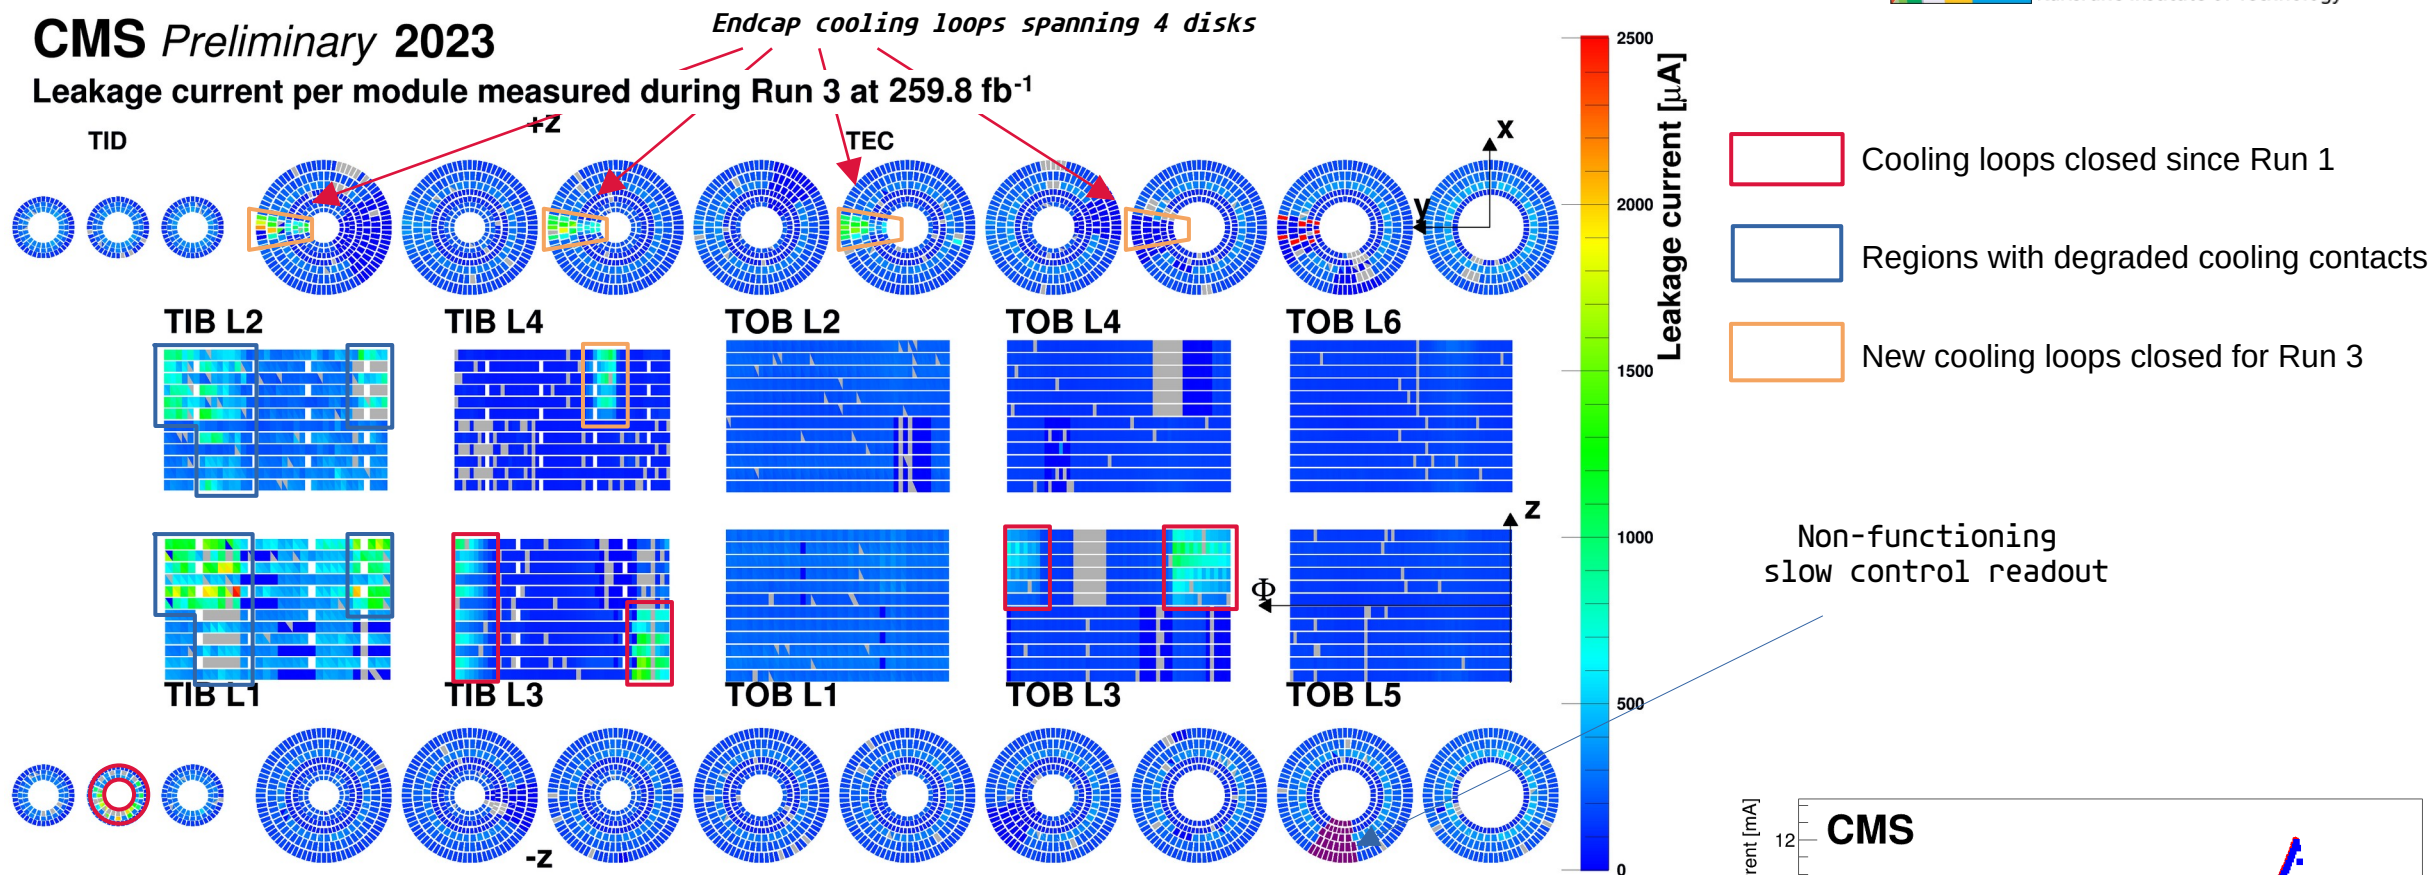 Endcap cooling loops spanning 4 disks
CMS Preliminary 2023
Leakage current per module measured during Run 3 at 259.8 fb-1
+z
TID
TEC
x
y
TIB L2
TIB L4
TOB L2
TOB L4
TOB L6
z
Φ
TIB L1
TIB L3
TOB L1
TOB L3
TOB L5
-z
2500
2000
1500
1000
500
0
Leakage current [µA]
Cooling loops closed since Run 1
Regions with degraded cooling contacts
New cooling loops closed for Run 3
Non-functioning
slow control readout
CMS
12
rent [mA]